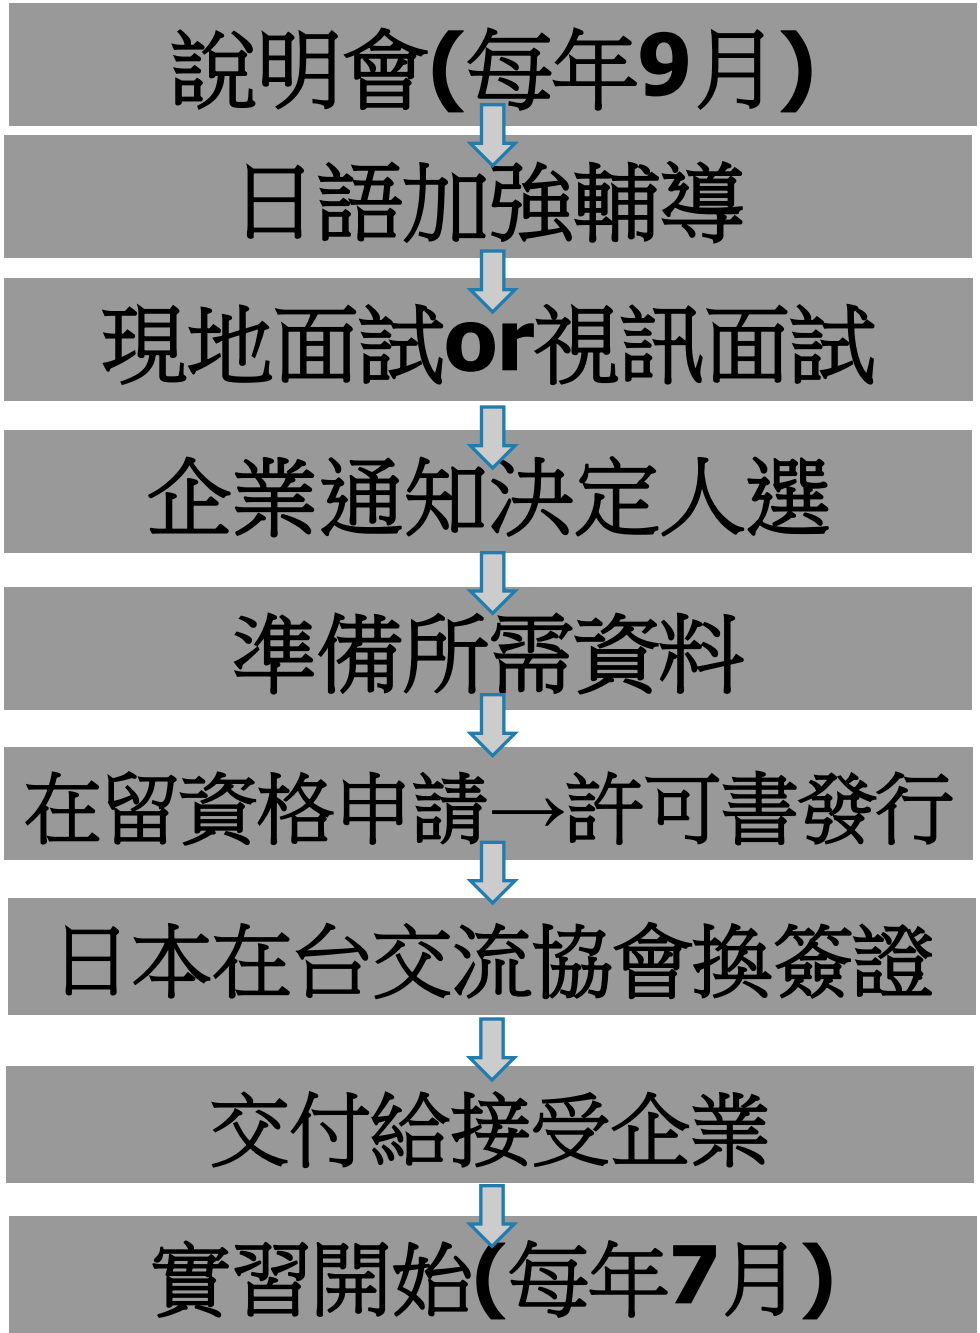 說明會(每年9月)
日語加強輔導
現地面試or視訊面試
企業通知決定人選
準備所需資料
在留資格申請→許可書發行
日本在台交流協會換簽證
交付給接受企業
實習開始(每年7月)